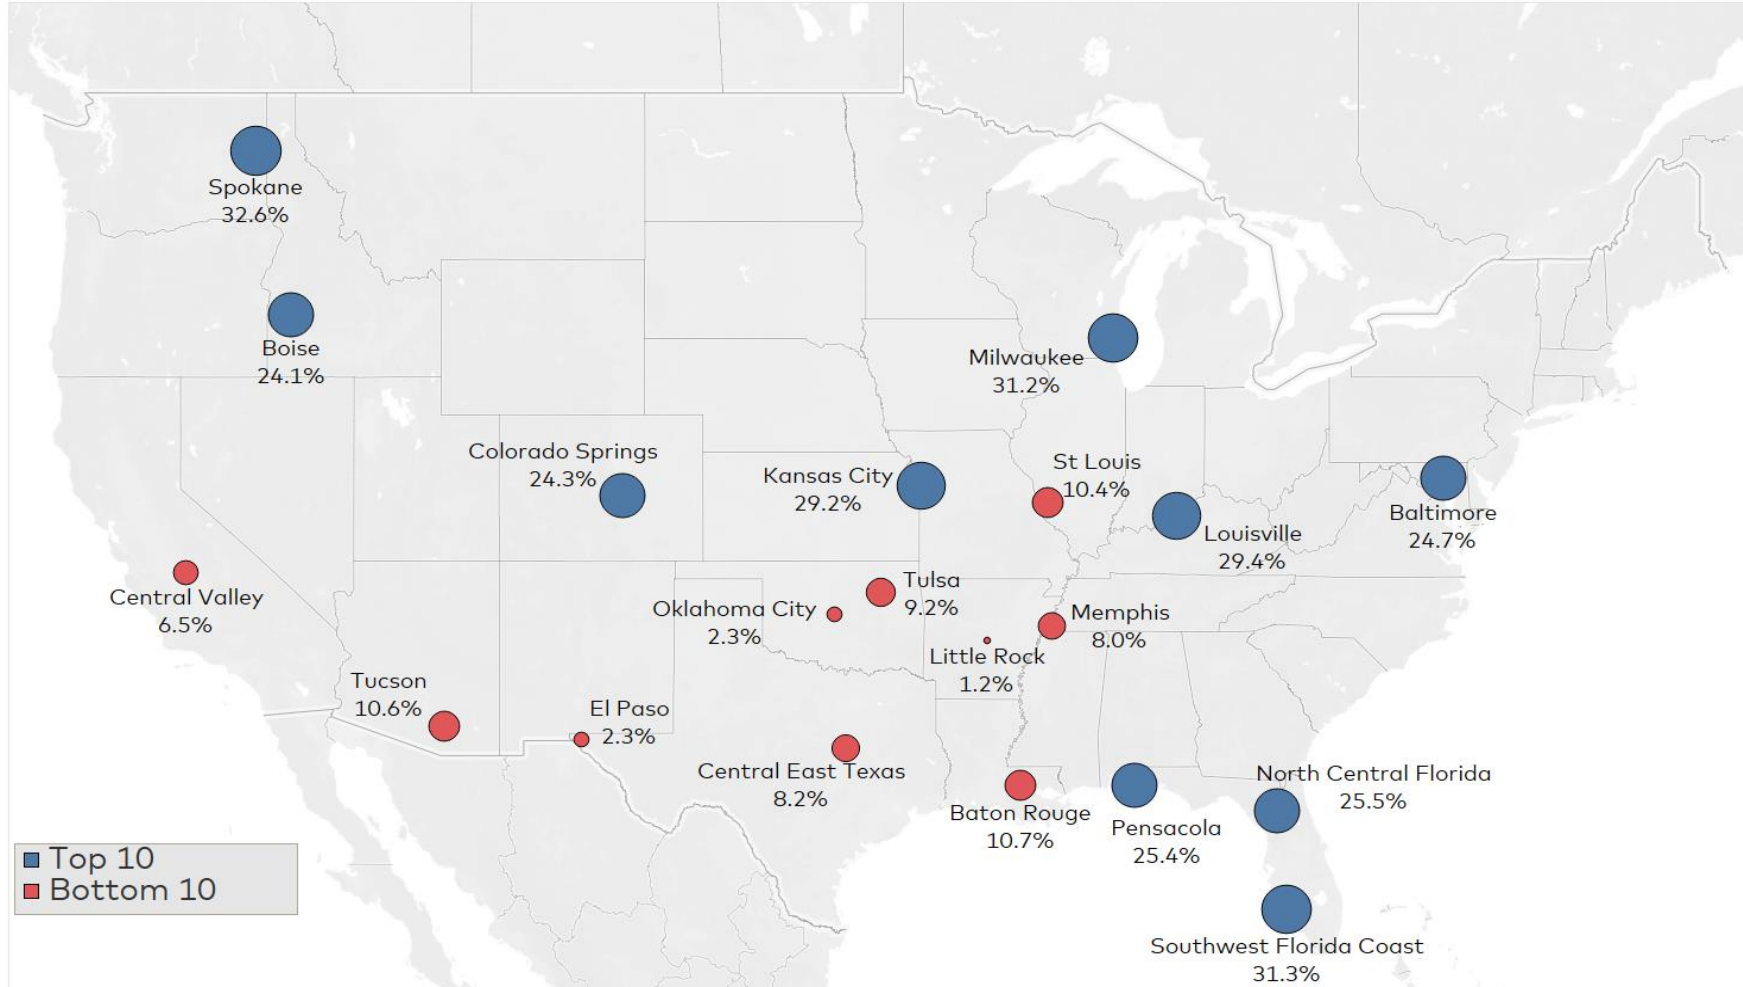 Spokane
32.6%
Boise
24.1%
Milwaukee
31.2%
Colorado Springs
24.3%
Kansas City
29.2%
St Louis
10.4%
Louisville
29.4%
Baltimore
24.7%
Central Valley
6.5%
Oklahoma City
2.3%
Tulsa
9.2%
Memphis
8.0%
Little Rock
1.2%
Tucson
10.6%
El Paso
2.3%
Central East Texas
8.2%
Baton Rouge
10.7%
Pensacola
25.4%
North Central Florida
25.5%
Southwest Florida Coast
31.3%
Top 10
Bottom 10